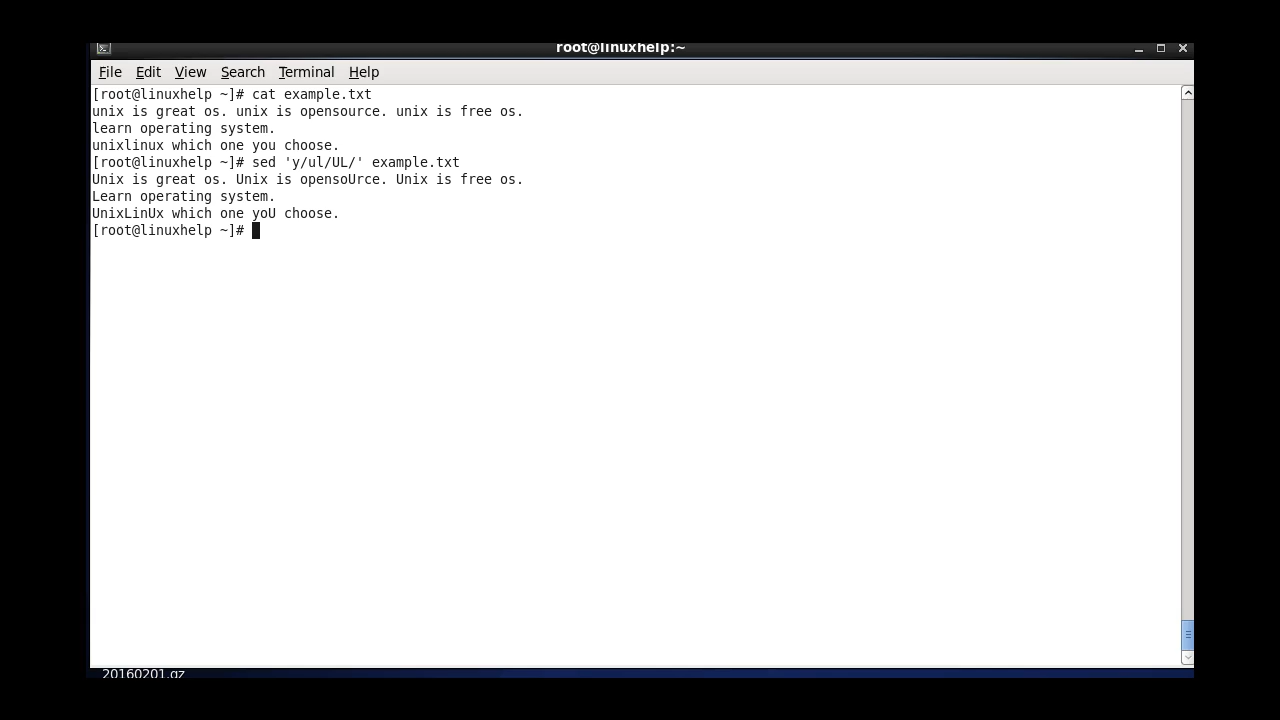 root@linuxhelp:~
File Edit View Search Terminal Help
[root@linuxhelp ~]# cat example.txt
unix is great os. unix is opensource. unix is free os.
learn operating system.
unixlinux which one you choose.
[root@linuxhelp ~]# sed 'y/ul/UL/' example.txt
Unix is great os. Unix is opensoUrce. Unix is free os.
Learn operating system.
UnixLinUx which one yoU choose.
[root@linuxhelp ~]#
20160201.gz